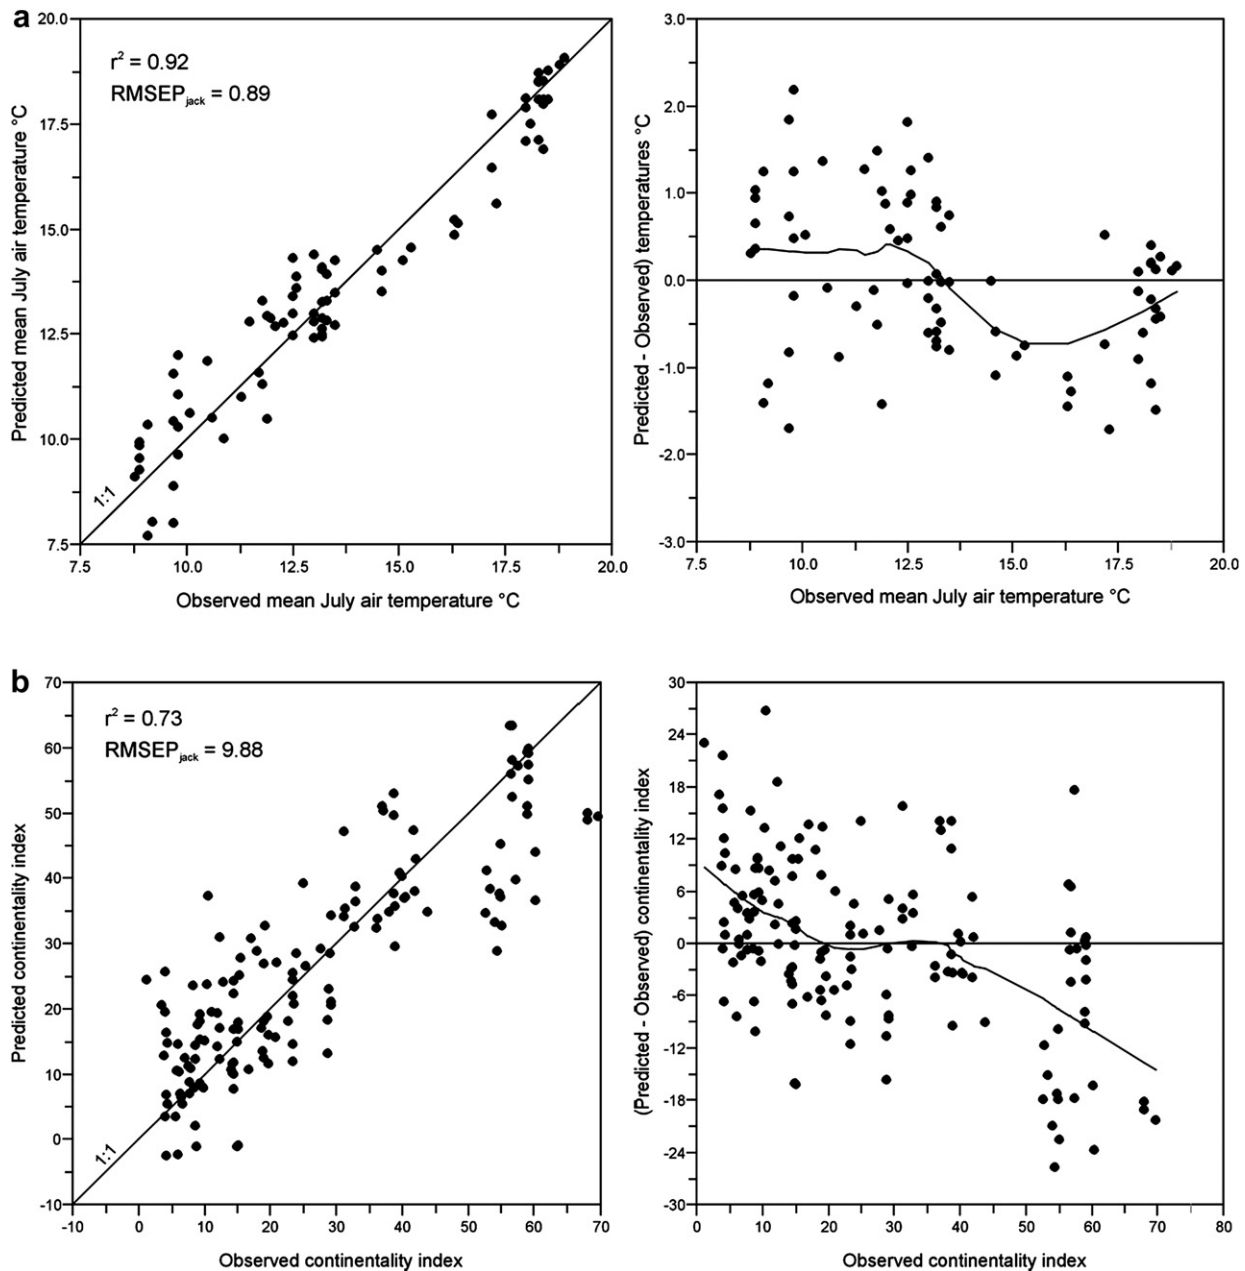 a
r² = 0.92
RMSEPjack = 0.89
1:1
20.0
17.5
15.0
12.5
10.0
7.5
7.5 10.0 12.5 15.0 17.5 20.0
Predicted mean July air temperature °C
Observed mean July air temperature °C
3.0
2.0
1.0
0.0
-1.0
-2.0
-3.0
7.5 10.0 12.5 15.0 17.5 20.0
(Predicted - Observed) temperatures °C
Observed mean July air temperature °C
b
r² = 0.73
RMSEPjack = 9.88
1:1
70
60
50
40
30
20
10
0
-10
-10 0 10 20 30 40 50 60 70
Predicted continentality index
Observed continentality index
30
24
18
12
6
0
-6
-12
-18
-24
-30
0 10 20 30 40 50 60 70 80
(Predicted - Observed) continentality index
Observed continentality index